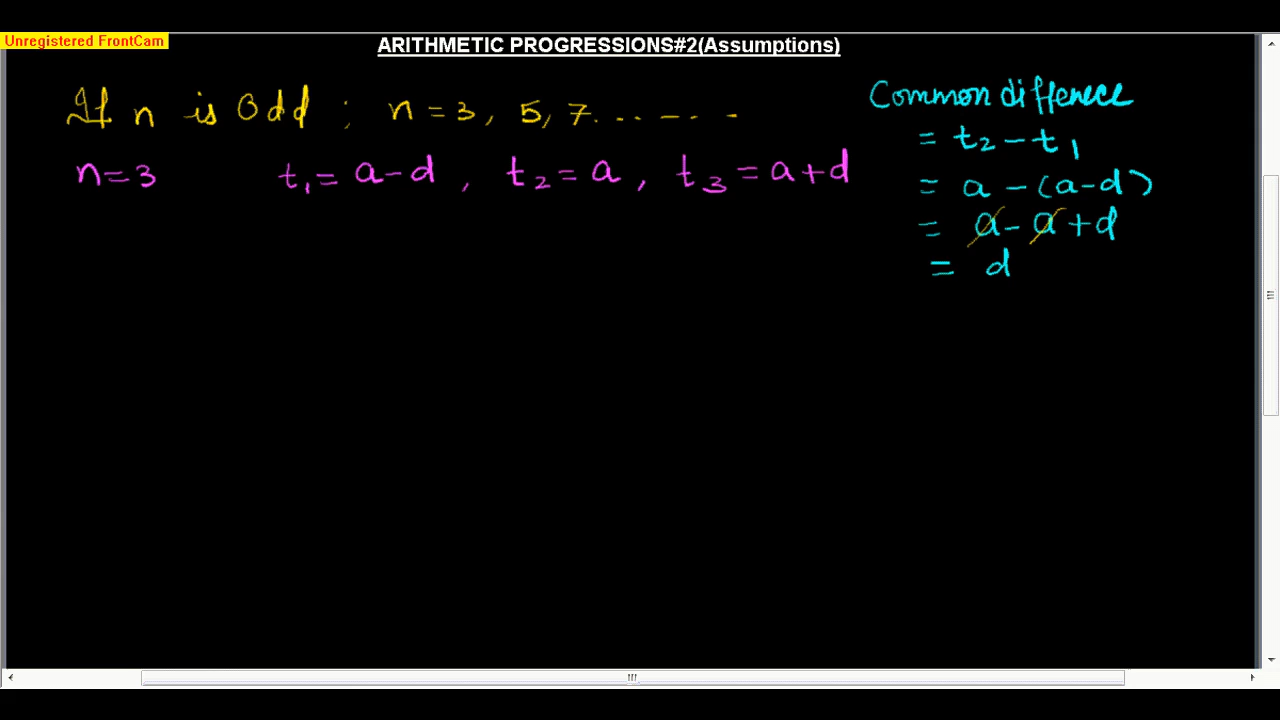 Unregistered FrontCam
ARITHMETIC PROGRESSIONS#2(Assumptions)
If n is Odd ; n = 3, 5, 7. . . - - . -
n = 3 t₁ = a - d , t₂ = a , t₃ = a + d
Common differnece
= t₂ - t₁
= a - (a - d)
= a - a + d
= d